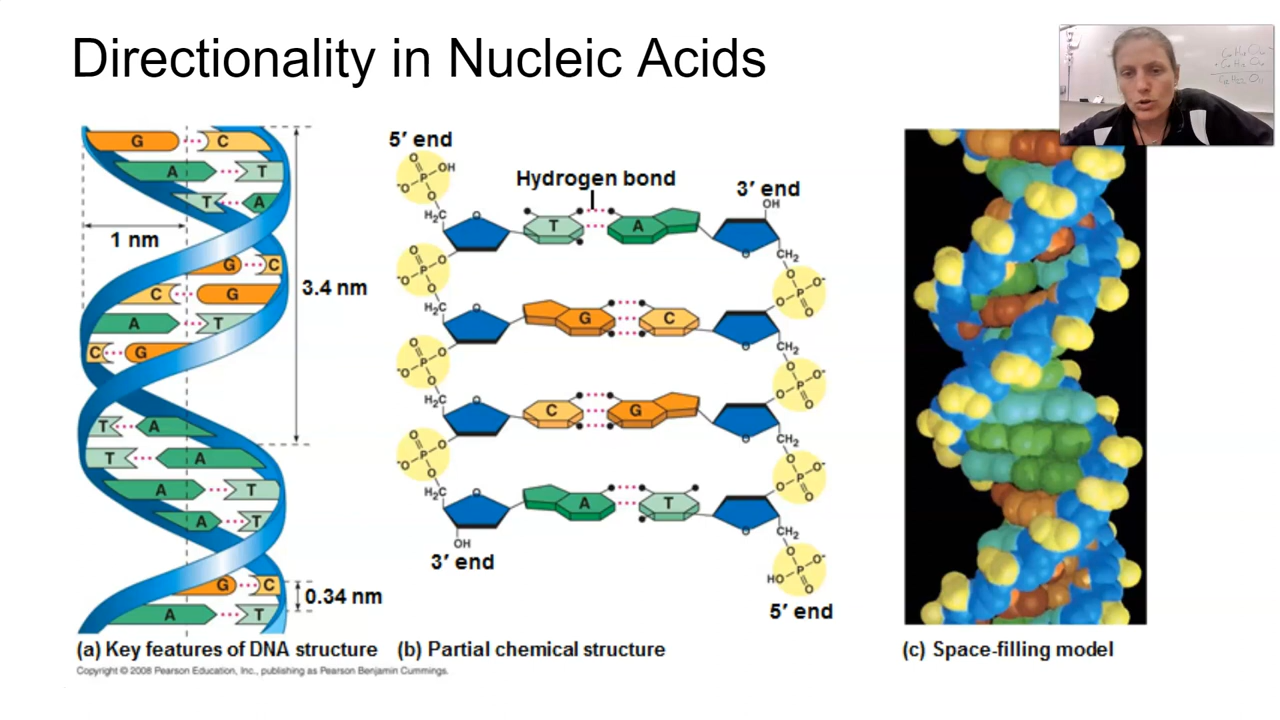 Directionality in Nucleic Acids
G C
A T
T A
1 nm
G C
C G
A T
C G
3.4 nm
T A
T A
A T
A T
G C
0.34 nm
A T
(a) Key features of DNA structure
5′ end
O
OH
-O P
O
H₂C O
Hydrogen bond
T A
3′ end
OH
O
CH₂
O
-O P O
O
H₂C O
G C
O
O P O-
O
O
CH₂
O
-O P O
O
H₂C O
C G
O
O P O-
O
O
CH₂
O
-O P O
O
H₂C O
A T
O
O P O-
O
O
CH₂
OH
3′ end
O
O-
HO P
O
5′ end
(b) Partial chemical structure
(c) Space-filling model
Copyright © 2008 Pearson Education, Inc., publishing as Pearson Benjamin Cummings.